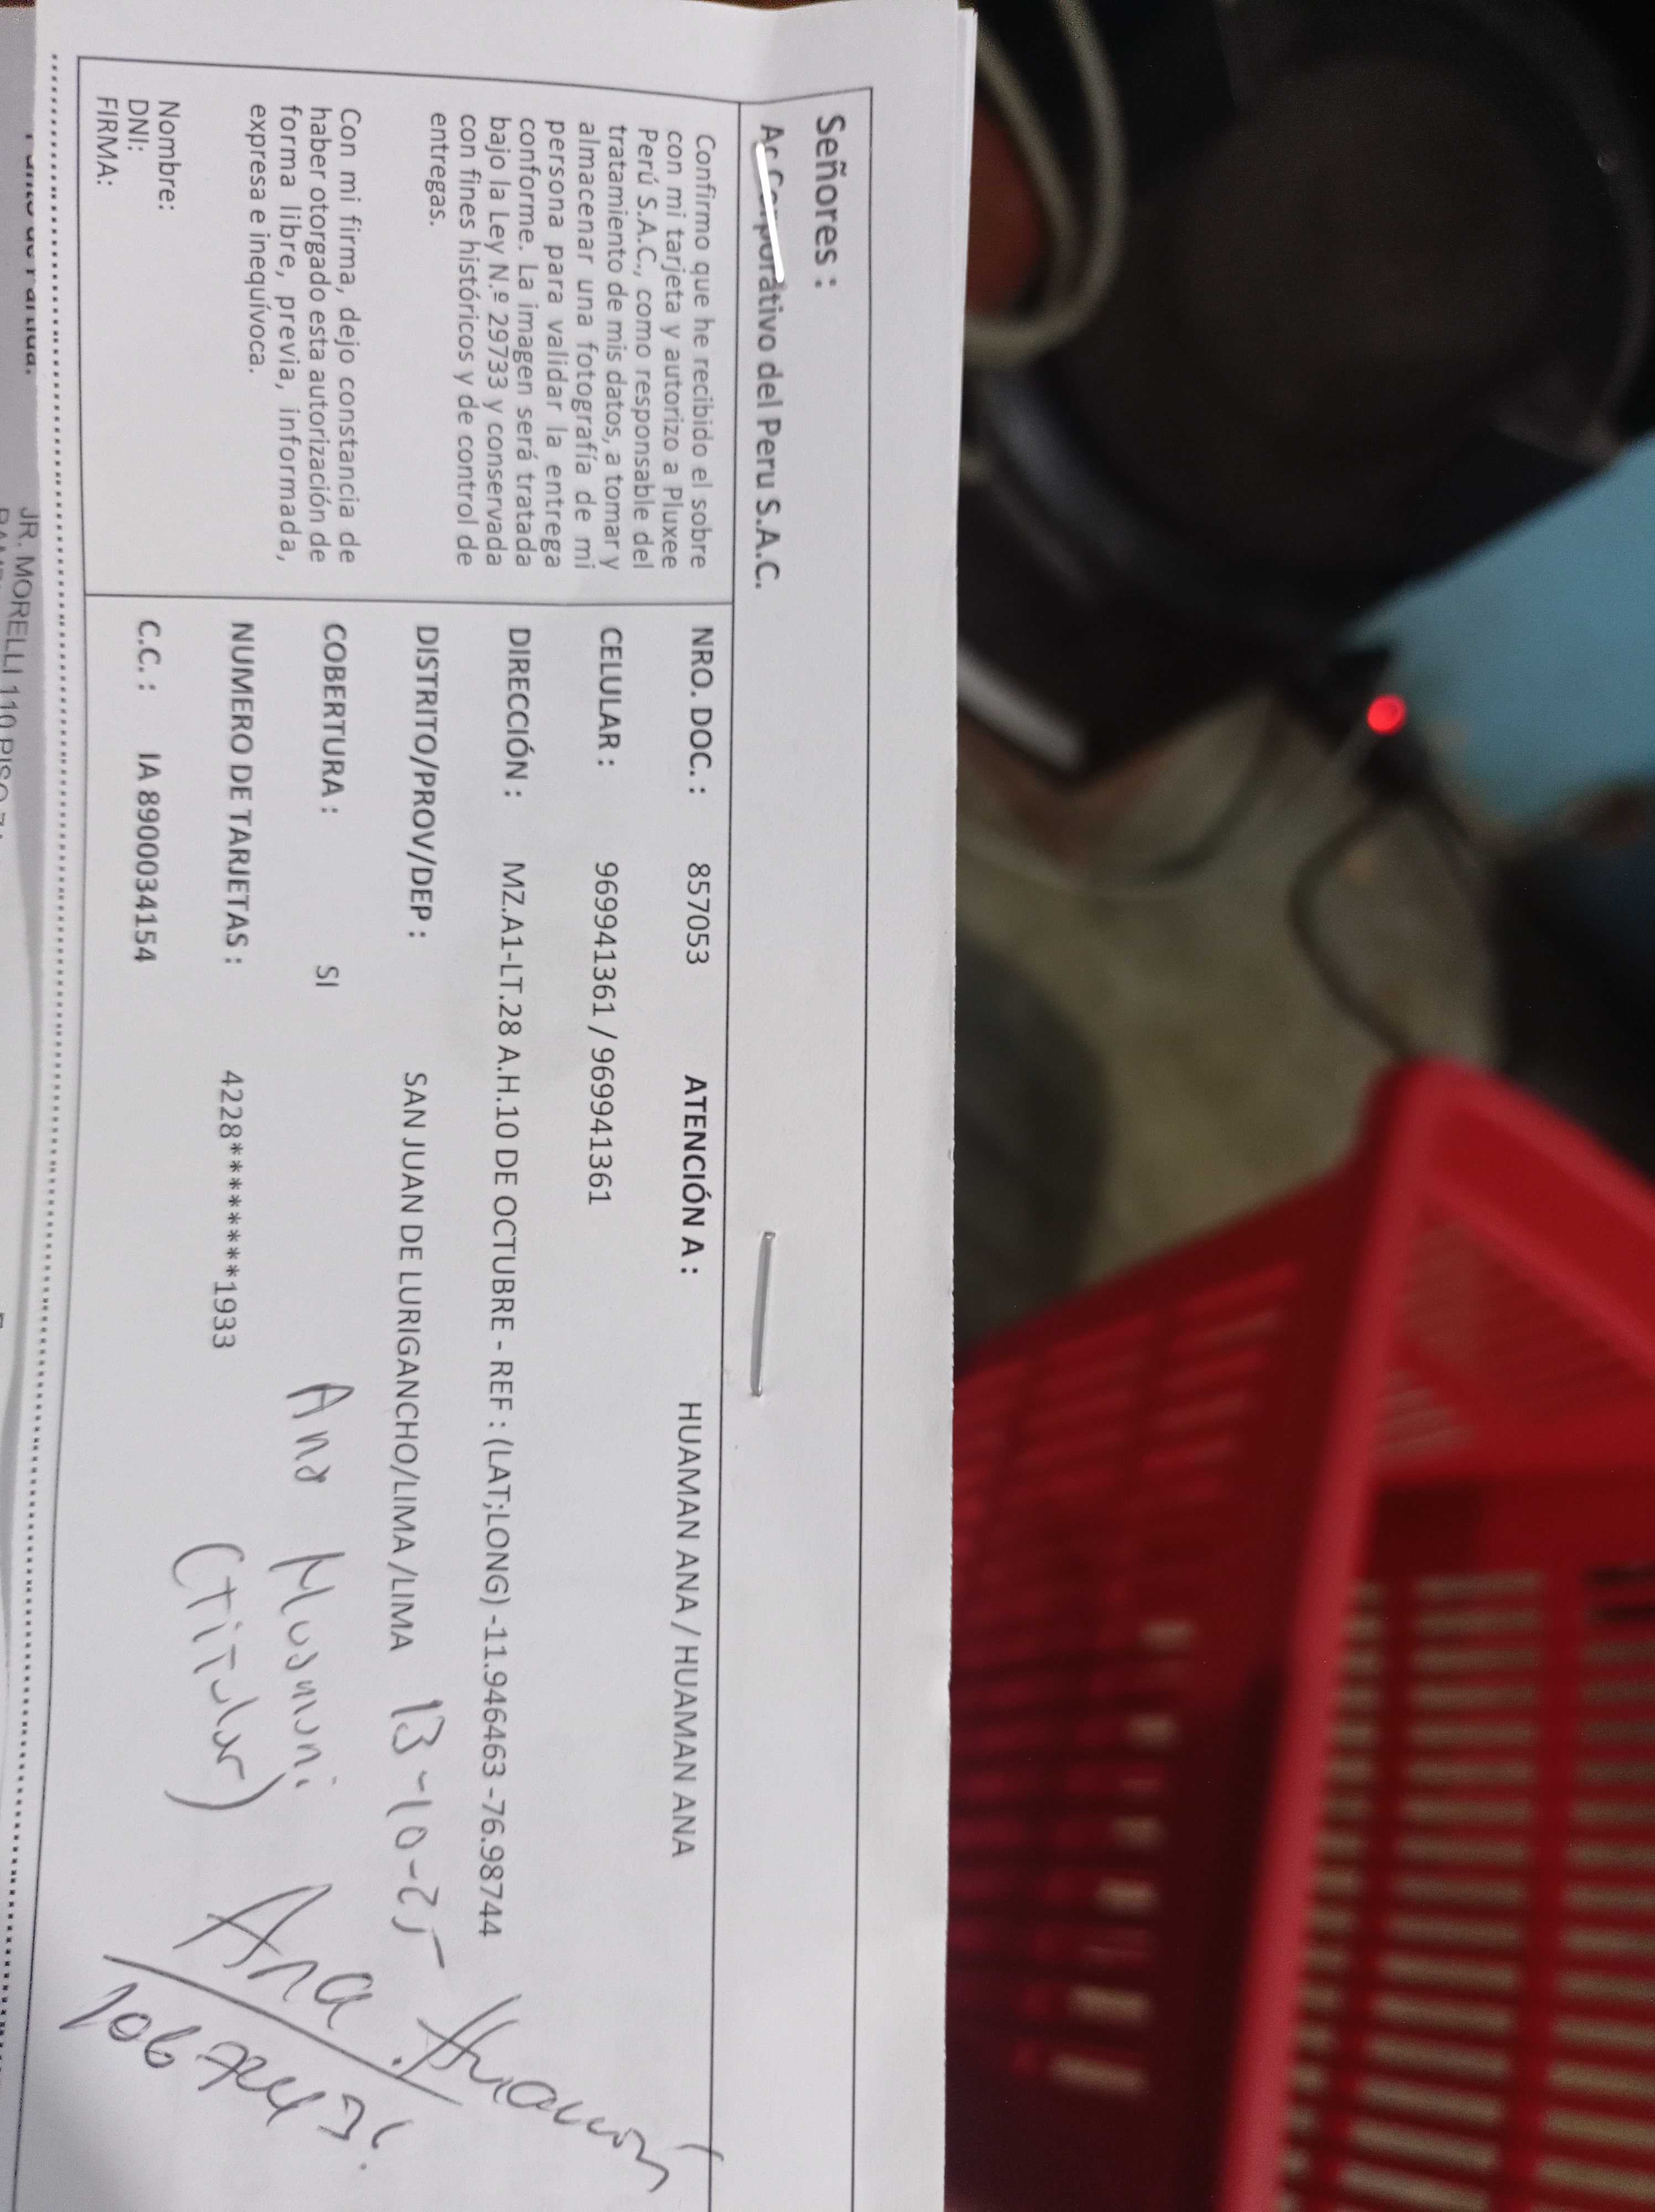 Señores :
del Peru S.A.C.
Confirmo que he recibido el sobre
con mi tarjeta y autorizo a Pluxee
Perú S.A.C., como responsable del
tratamiento de mis datos, a tomar y
almacenar una fotografía de mi
persona para validar la entrega
conforme. La imagen será tratada
bajo la Ley N.º 29733 y conservada
con fines históricos y de control de
entregas.
Con mi firma, dejo constancia de
haber otorgado esta autorización de
forma libre, previa, informada,
expresa e inequívoca.
Nombre:
DNI:
FIRMA:
NRO. DOC. : 857053 ATENCIÓN A : HUAMAN ANA / HUAMAN ANA
CELULAR : 969941361 / 969941361
DIRECCIÓN : MZ.A1-LT.28 A.H.10 DE OCTUBRE - REF : (LAT;LONG) -11.946463 -76.98744
DISTRITO/PROV/DEP : SAN JUAN DE LURIGANCHO/LIMA /LIMA
13-10-25
COBERTURA : SI
NUMERO DE TARJETAS : 4228********1933
C.C. : IA 8900034154
Ana
(titular)
Ana Huaman
JR. MORELLI 110 PISO